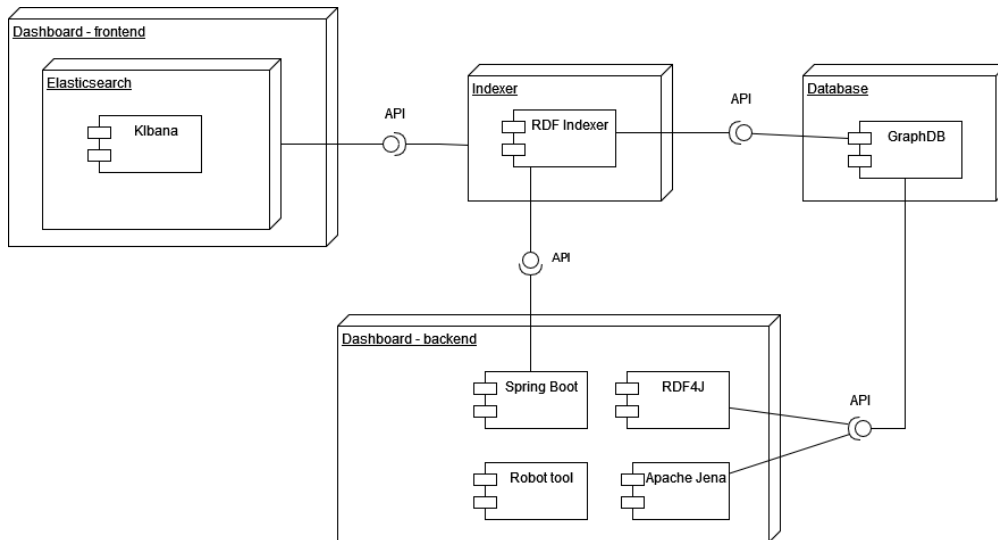 Dashboard - frontend
Elasticsearch
KIbana
API
Indexer
RDF Indexer
API
Database
GraphDB
API
Dashboard - backend
Spring Boot
RDF4J
API
Robot tool
Apache Jena